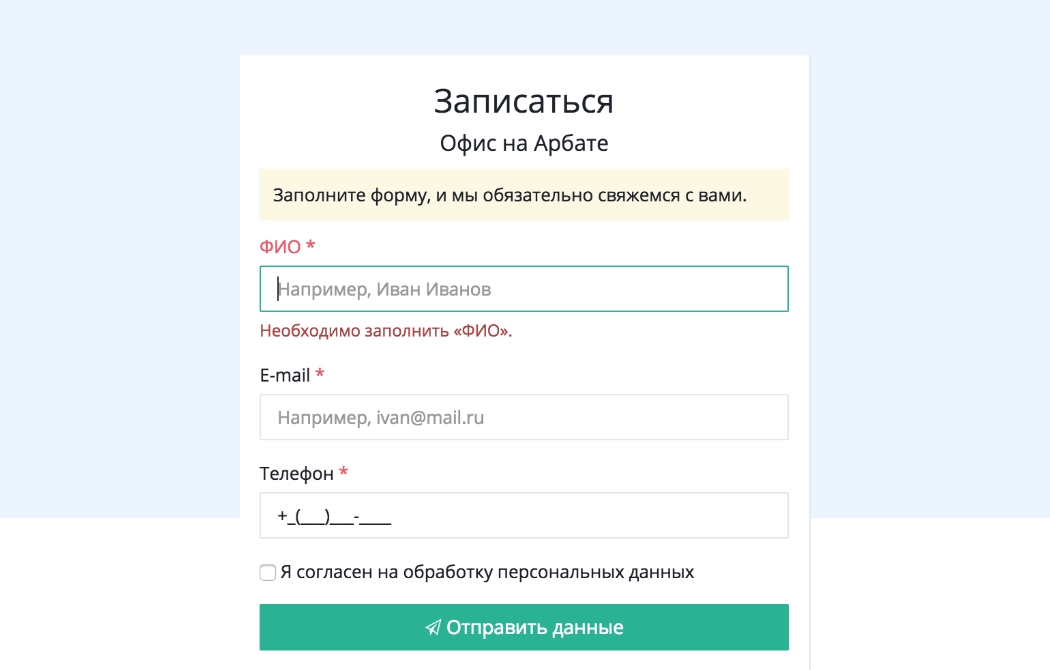 Записаться
Офис на Арбате
Заполните форму, и мы обязательно свяжемся с вами.
ФИО *
Например, Иван Иванов
Необходимо заполнить «ФИО».
E-mail *
Например, ivan@mail.ru
Телефон *
+_(___)___-____
Я согласен на обработку персональных данных
Отправить данные